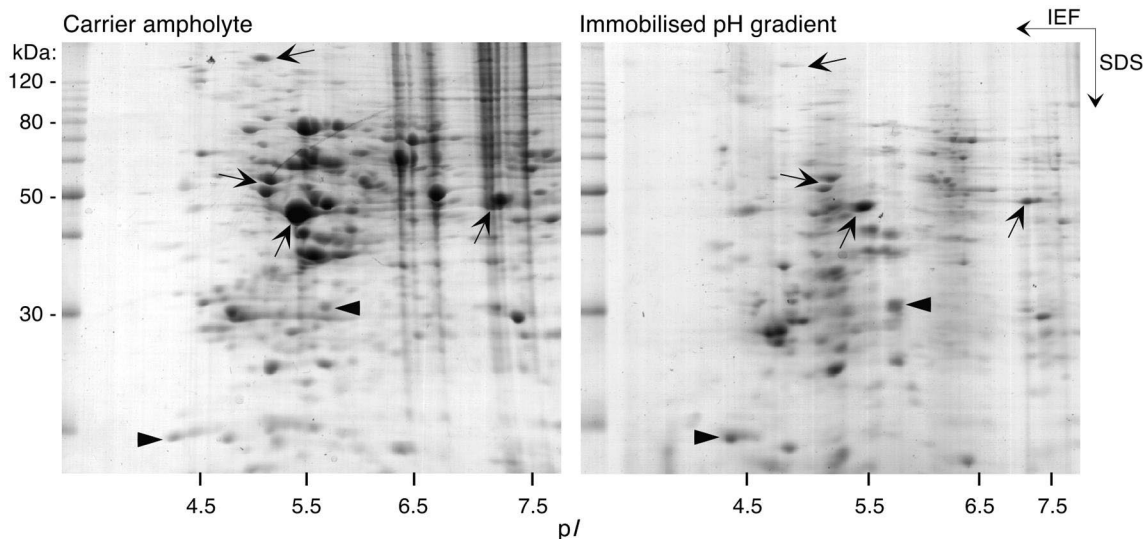 Carrier ampholyte
Immobilised pH gradient
IEF
SDS
kDa:
120 -
80 -
50 -
30 -
4.5 5.5 6.5 7.5
4.5 5.5 6.5 7.5
pI